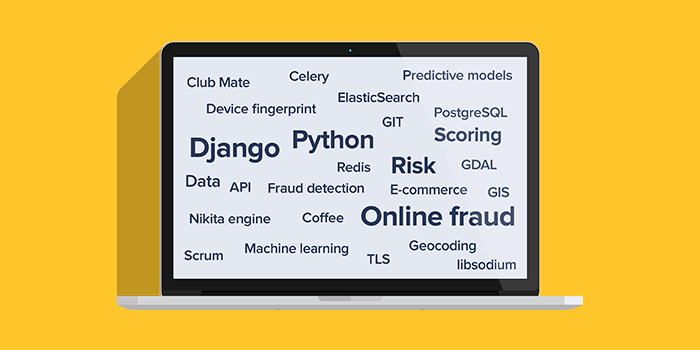 Club Mate
Celery
Predictive models
Device fingerprint
ElasticSearch
GIT
PostgreSQL
Django
Python
Scoring
Redis
Risk
GDAL
Data
API
Fraud detection
E-commerce
GIS
Nikita engine
Coffee
Online fraud
Scrum
Machine learning
TLS
Geocoding
libsodium